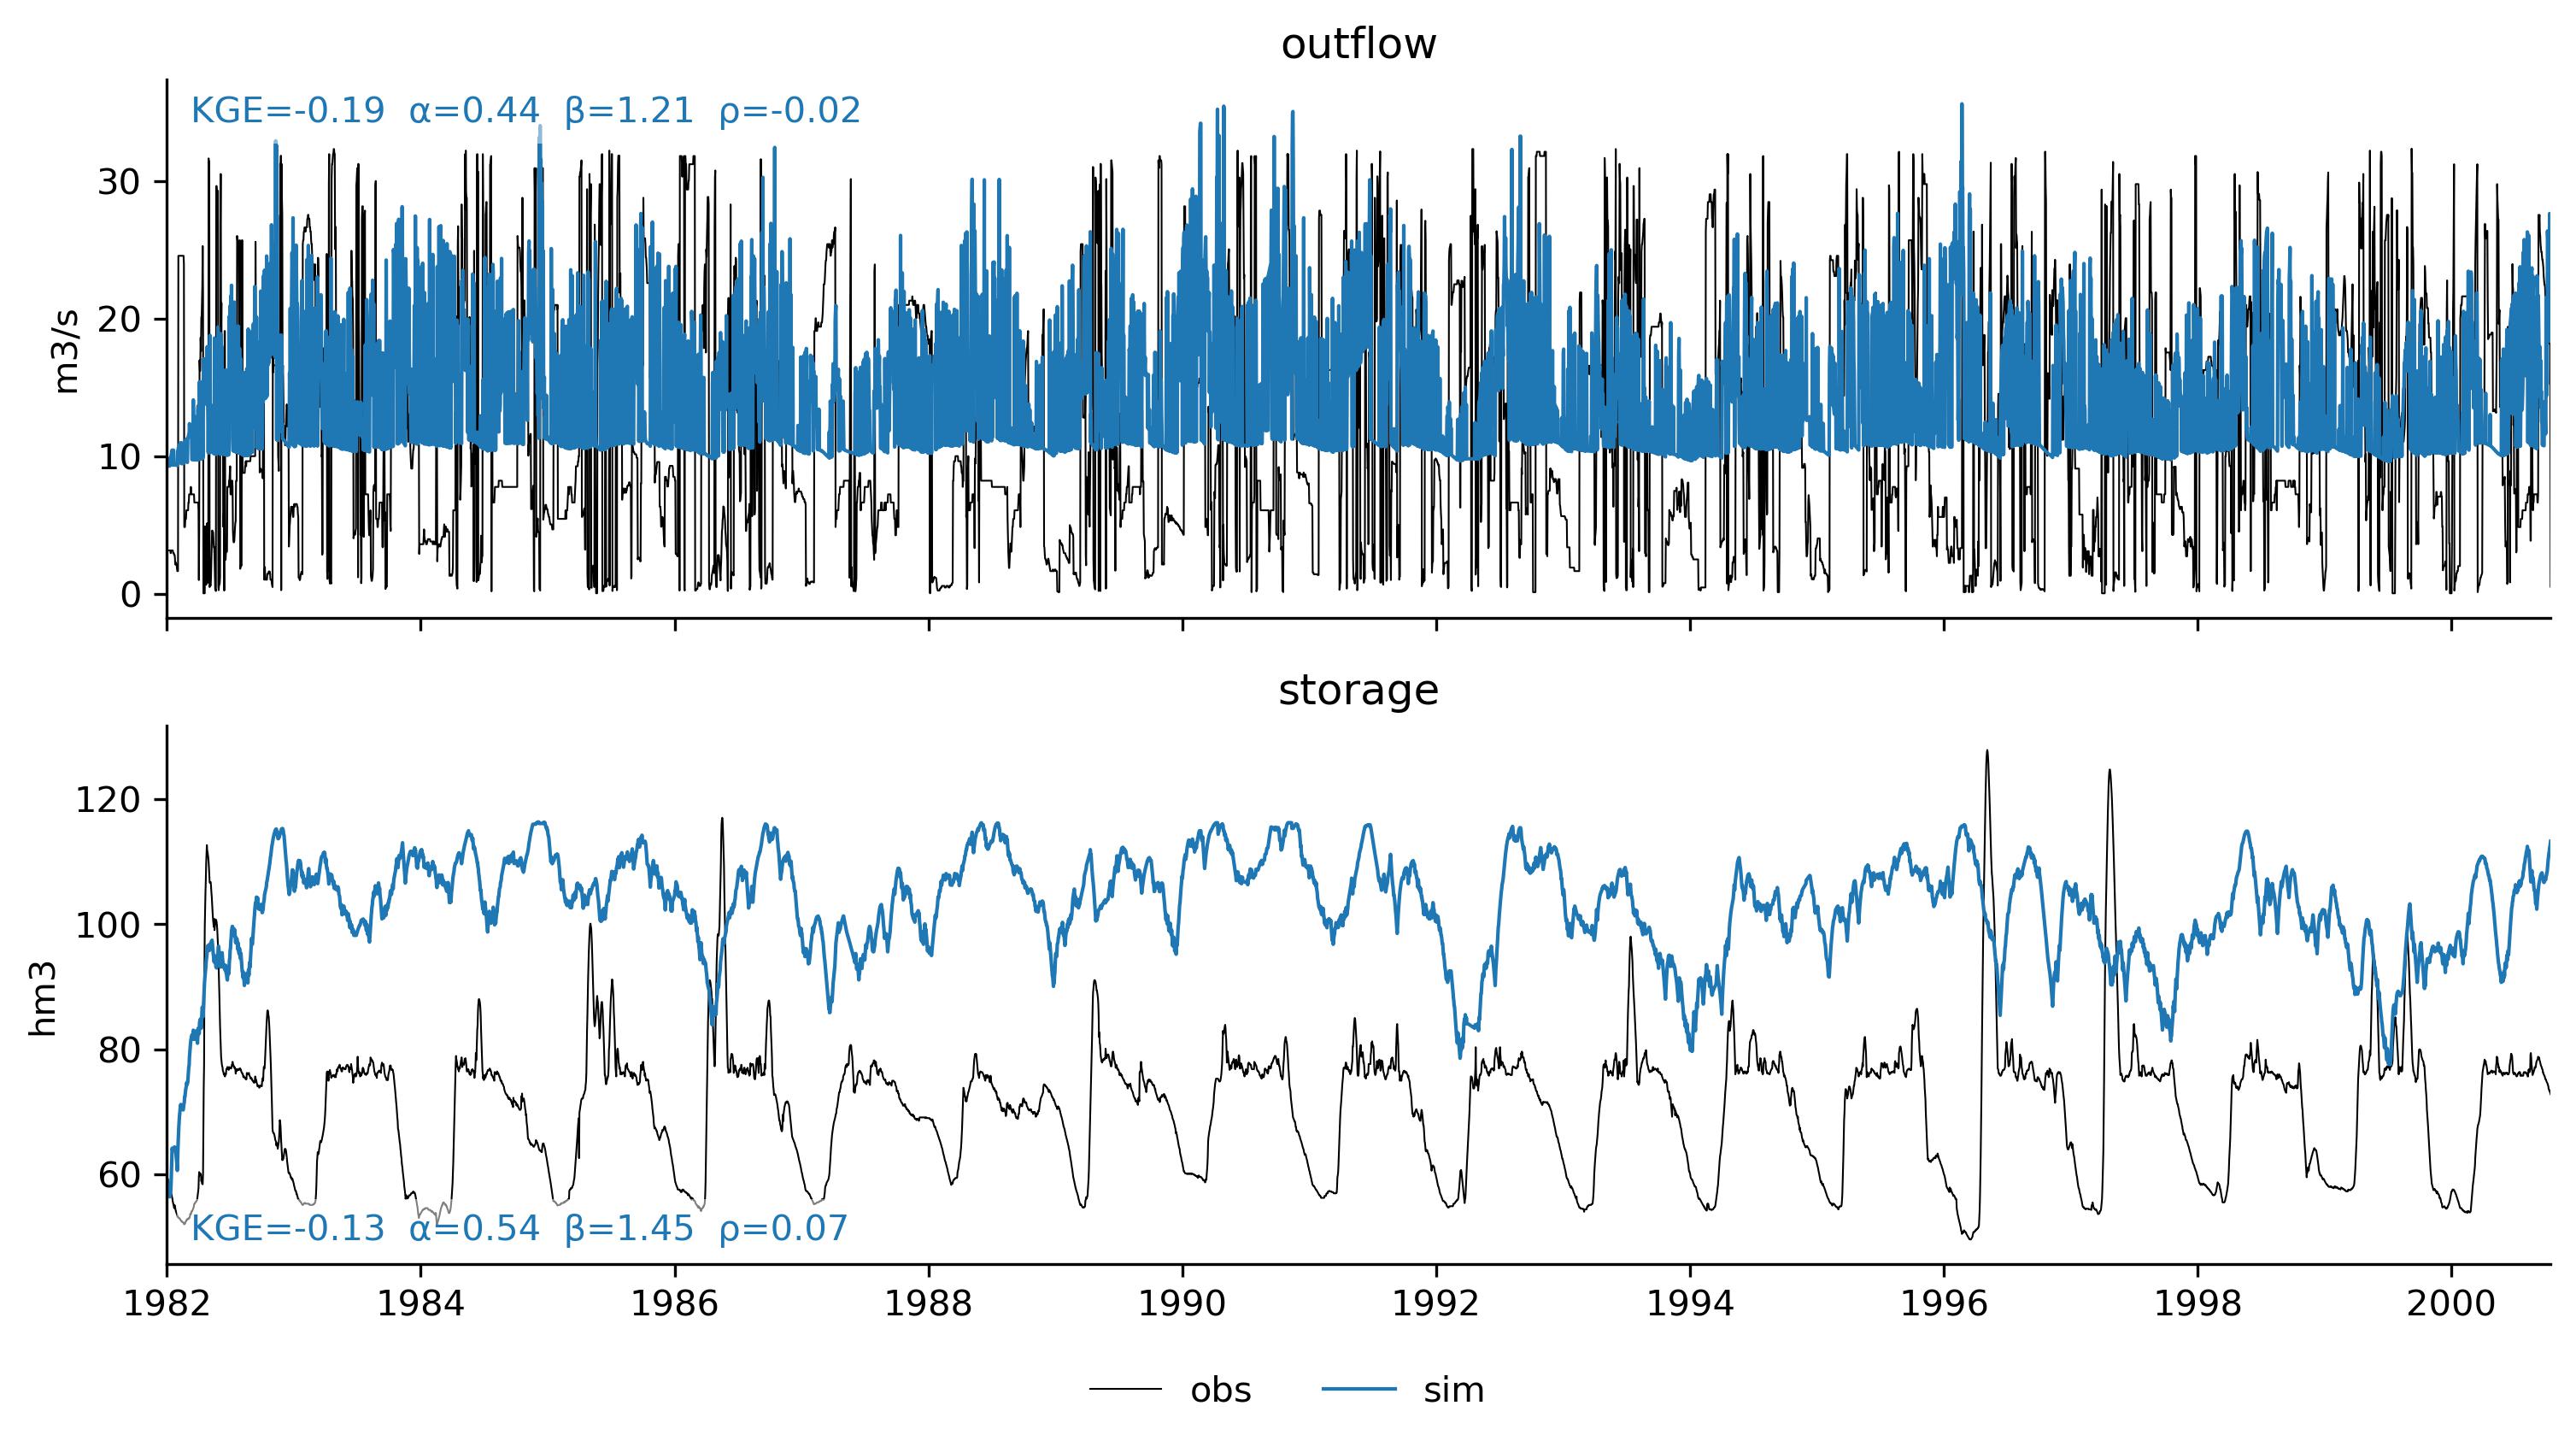 outflow
KGE=-0.19 α=0.44 β=1.21 ρ=-0.02
30
20
10
0
m3/s
storage
120
100
80
60
hm3
KGE=-0.13 α=0.54 β=1.45 ρ=0.07
1982 1984 1986 1988 1990 1992 1994 1996 1998 2000
obs sim